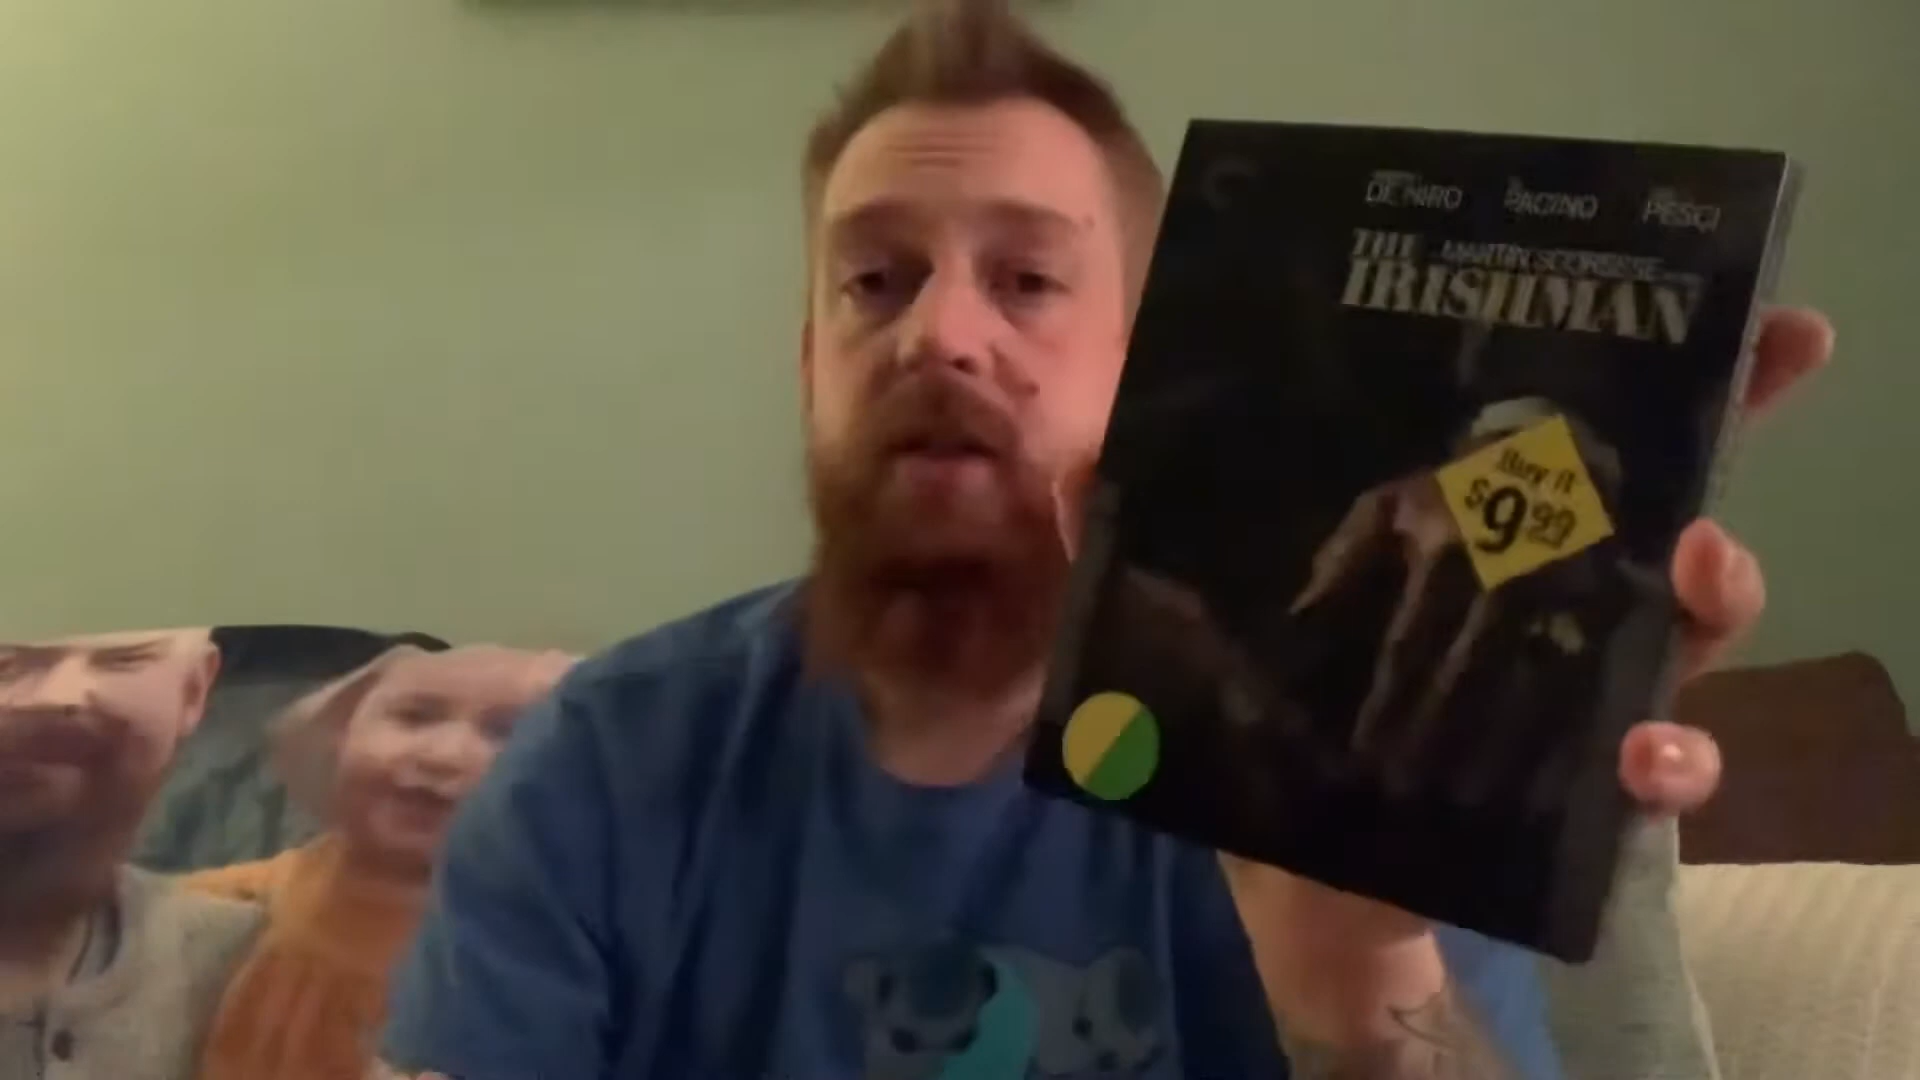 DE NIRO PACINO PESCI
THE
MARTIN SCORSESE
IRISHMAN
Buy it
$9.99